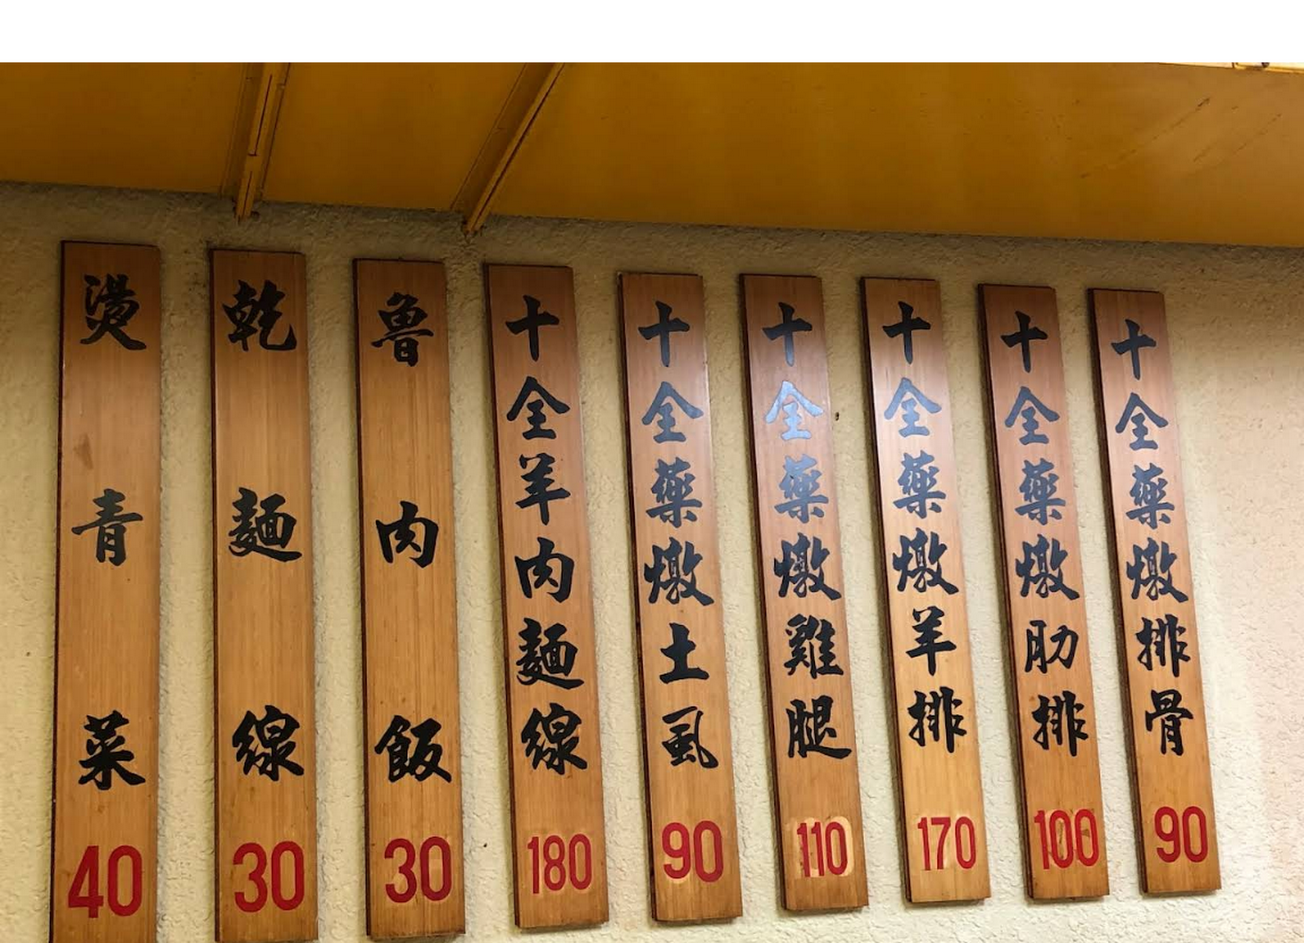 十全藥燉排骨 90
十全藥燉肋排 100
十全藥燉羊排 170
十全藥燉雞腿 110
十全藥燉土虱 90
十全羊肉麵線 180
魯肉飯 30
乾麵線 30
燙青菜 40